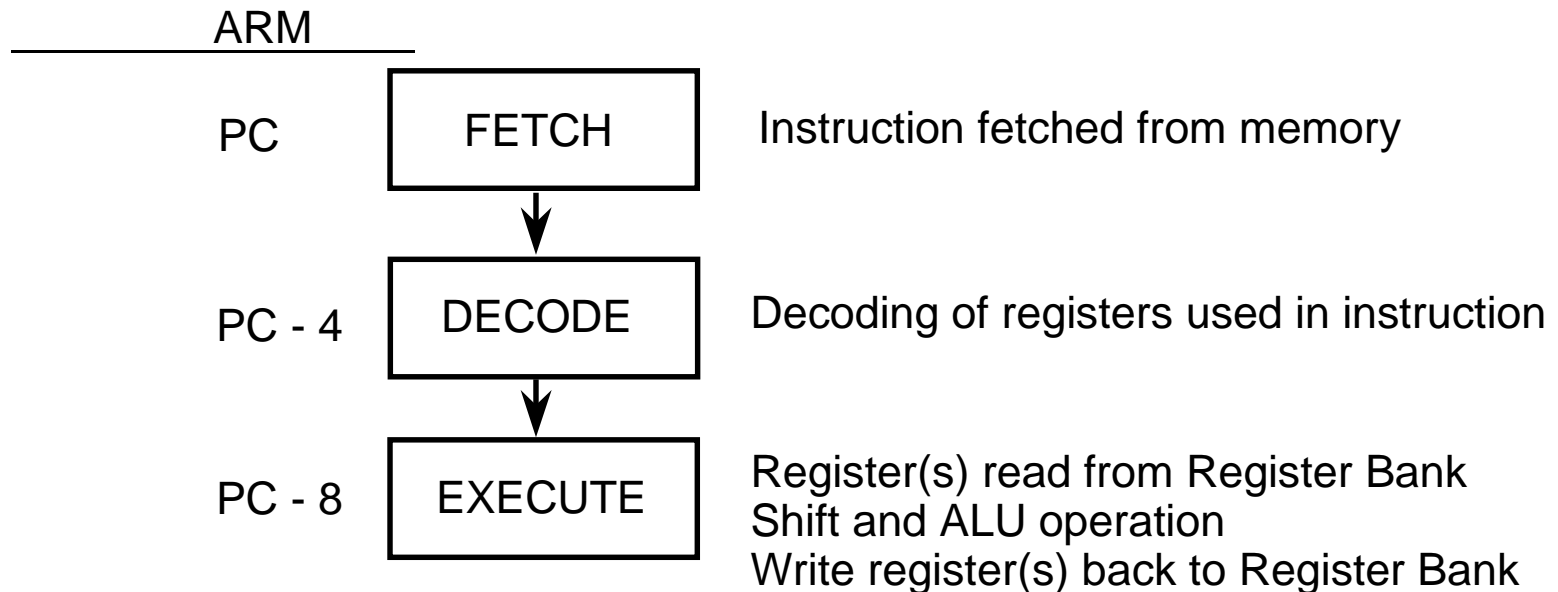 ARM
PC
FETCH
Instruction fetched from memory
PC - 4
DECODE
Decoding of registers used in instruction
PC - 8
EXECUTE
Register(s) read from Register Bank
Shift and ALU operation
Write register(s) back to Register Bank